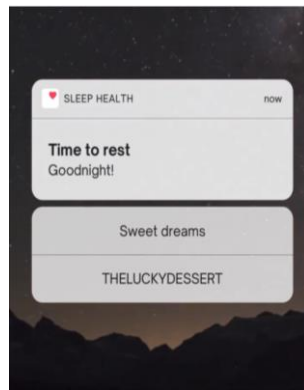 SLEEP HEALTH now
Time to rest
Goodnight!
Sweet dreams
THELUCKYDESSERT